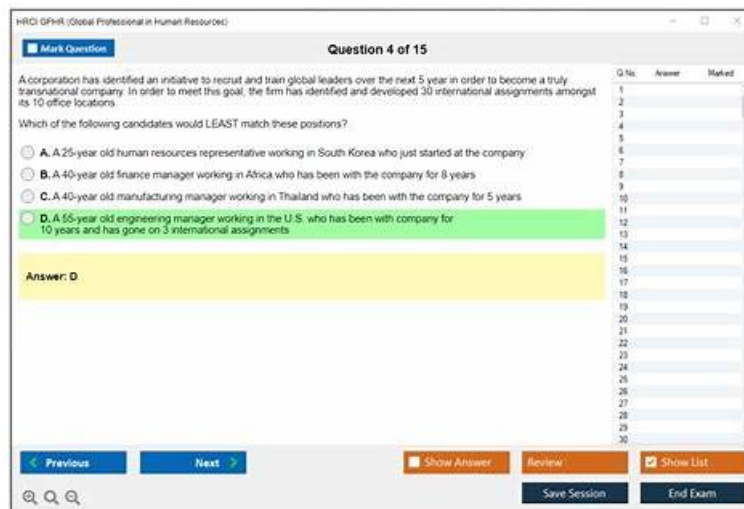 HRCI GPHR (Global Professional in Human Resources)
Mark Question
Question 4 of 15
A corporation has identified an initiative to recruit and train global leaders over the next 5 year in order to become a truly
transnational company. In order to meet this goal, the firm has identified and developed 30 international assignments amongst
its 10 office locations.
Which of the following candidates would LEAST match these positions?
A. A 25-year old human resources representative working in South Korea who just started at the company
B. A 40-year old finance manager working in Africa who has been with the company for 8 years
C. A 40-year old manufacturing manager working in Thailand who has been with the company for 5 years
D. A 55-year old engineering manager working in the U.S. who has been with company for
10 years and has gone on 3 international assignments
Answer: D
Q.No. Answer Marked
1
2
3
4
5
6
7
8
9
10
11
12
13
14
15
16
17
18
19
20
21
22
23
24
25
26
27
28
29
30
Previous
Next
Show Answer
Review
Show List
Save Session
End Exam